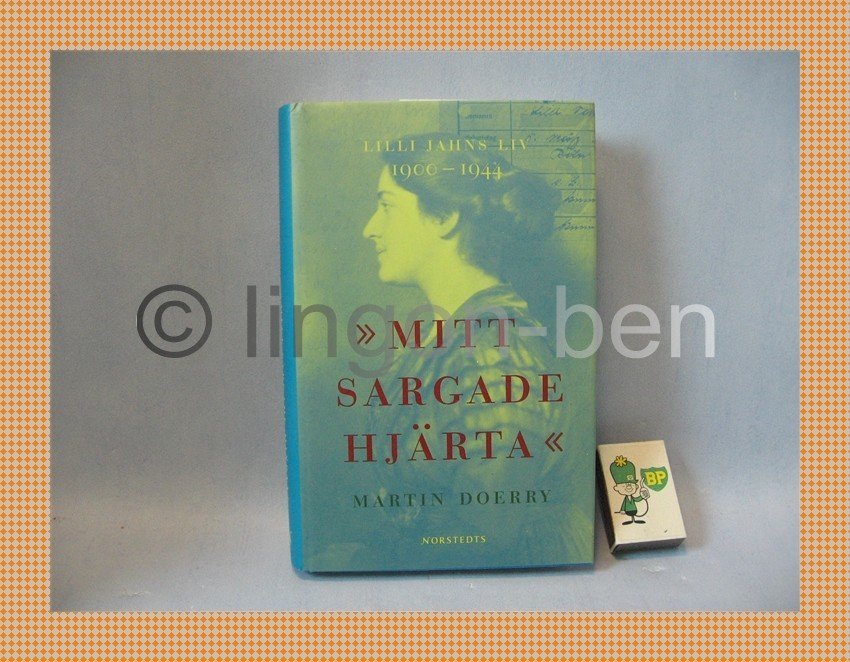 LILLI JAHNS LIV
1900–1944
© lingon-ben
»MITT
SARGADE
HJÄRTA«
MARTIN DOERRY
NORSTEDTS
BP